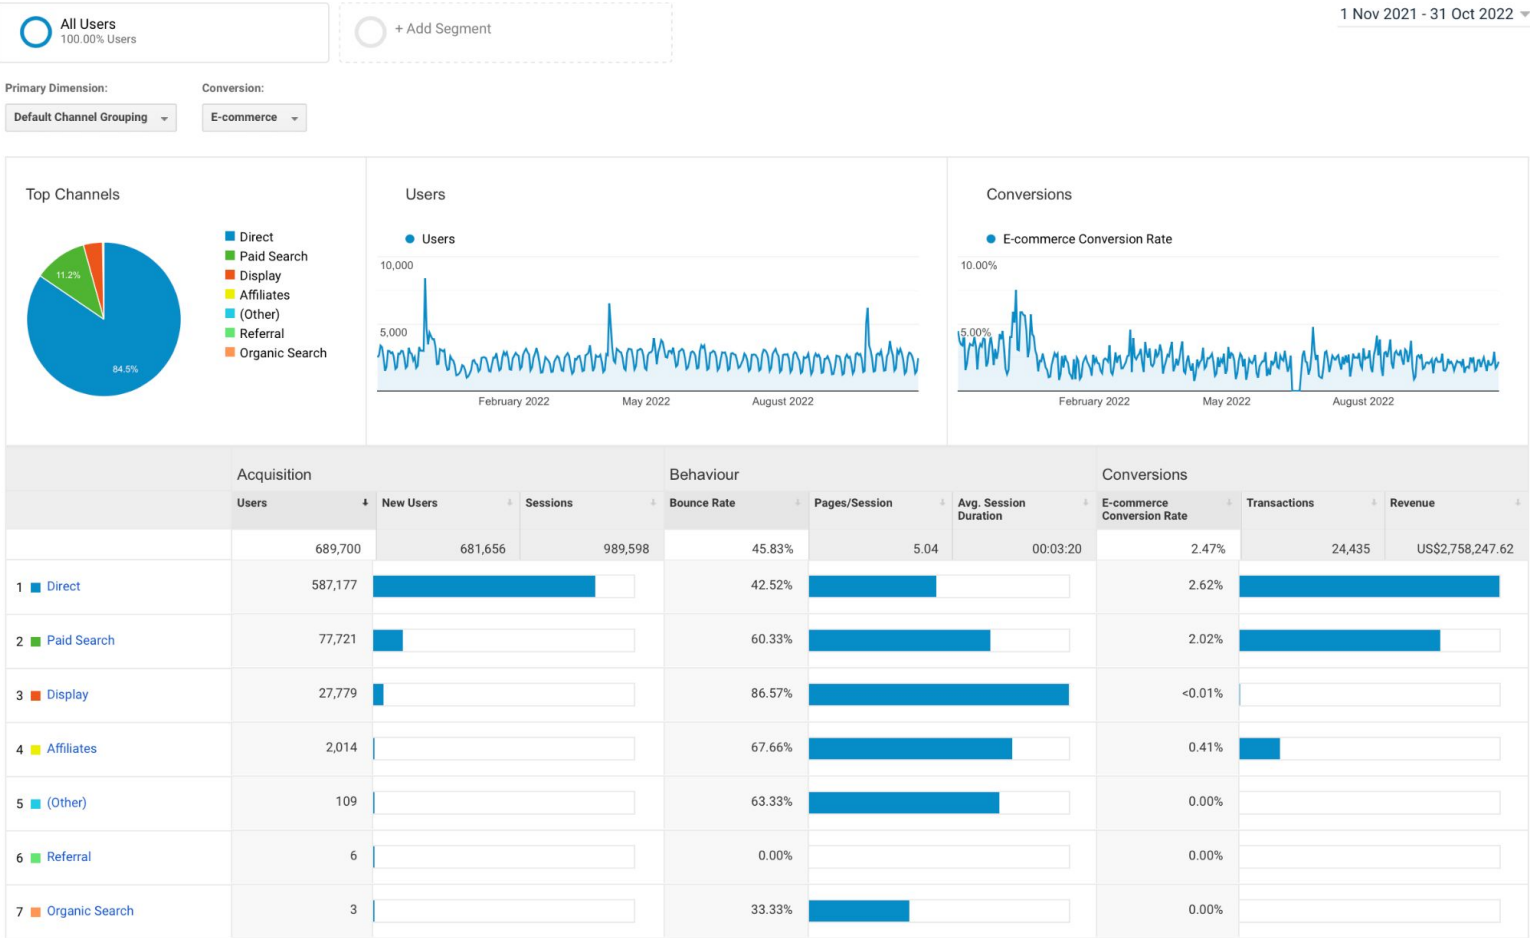 All Users
100.00% Users
+ Add Segment
1 Nov 2021 - 31 Oct 2022
Primary Dimension:
Conversion:
Default Channel Grouping
E-commerce
Top Channels
Direct
Paid Search
Display
Affiliates
(Other)
Referral
Organic Search
11.2%
84.5%
Users
Users
10,000
5,000
February 2022
May 2022
August 2022
Conversions
E-commerce Conversion Rate
10.00%
5.00%
February 2022
May 2022
August 2022
Acquisition
Behaviour
Conversions
Users
New Users
Sessions
Bounce Rate
Pages/Session
Avg. Session
Duration
E-commerce
Conversion Rate
Transactions
Revenue
689,700 681,656 989,598 45.83% 5.04 00:03:20 2.47% 24,435 US$2,758,247.62
1 Direct 587,177 42.52% 2.62%
2 Paid Search 77,721 60.33% 2.02%
3 Display 27,779 86.57% <0.01%
4 Affiliates 2,014 67.66% 0.41%
5 (Other) 109 63.33% 0.00%
6 Referral 6 0.00% 0.00%
7 Organic Search 3 33.33% 0.00%